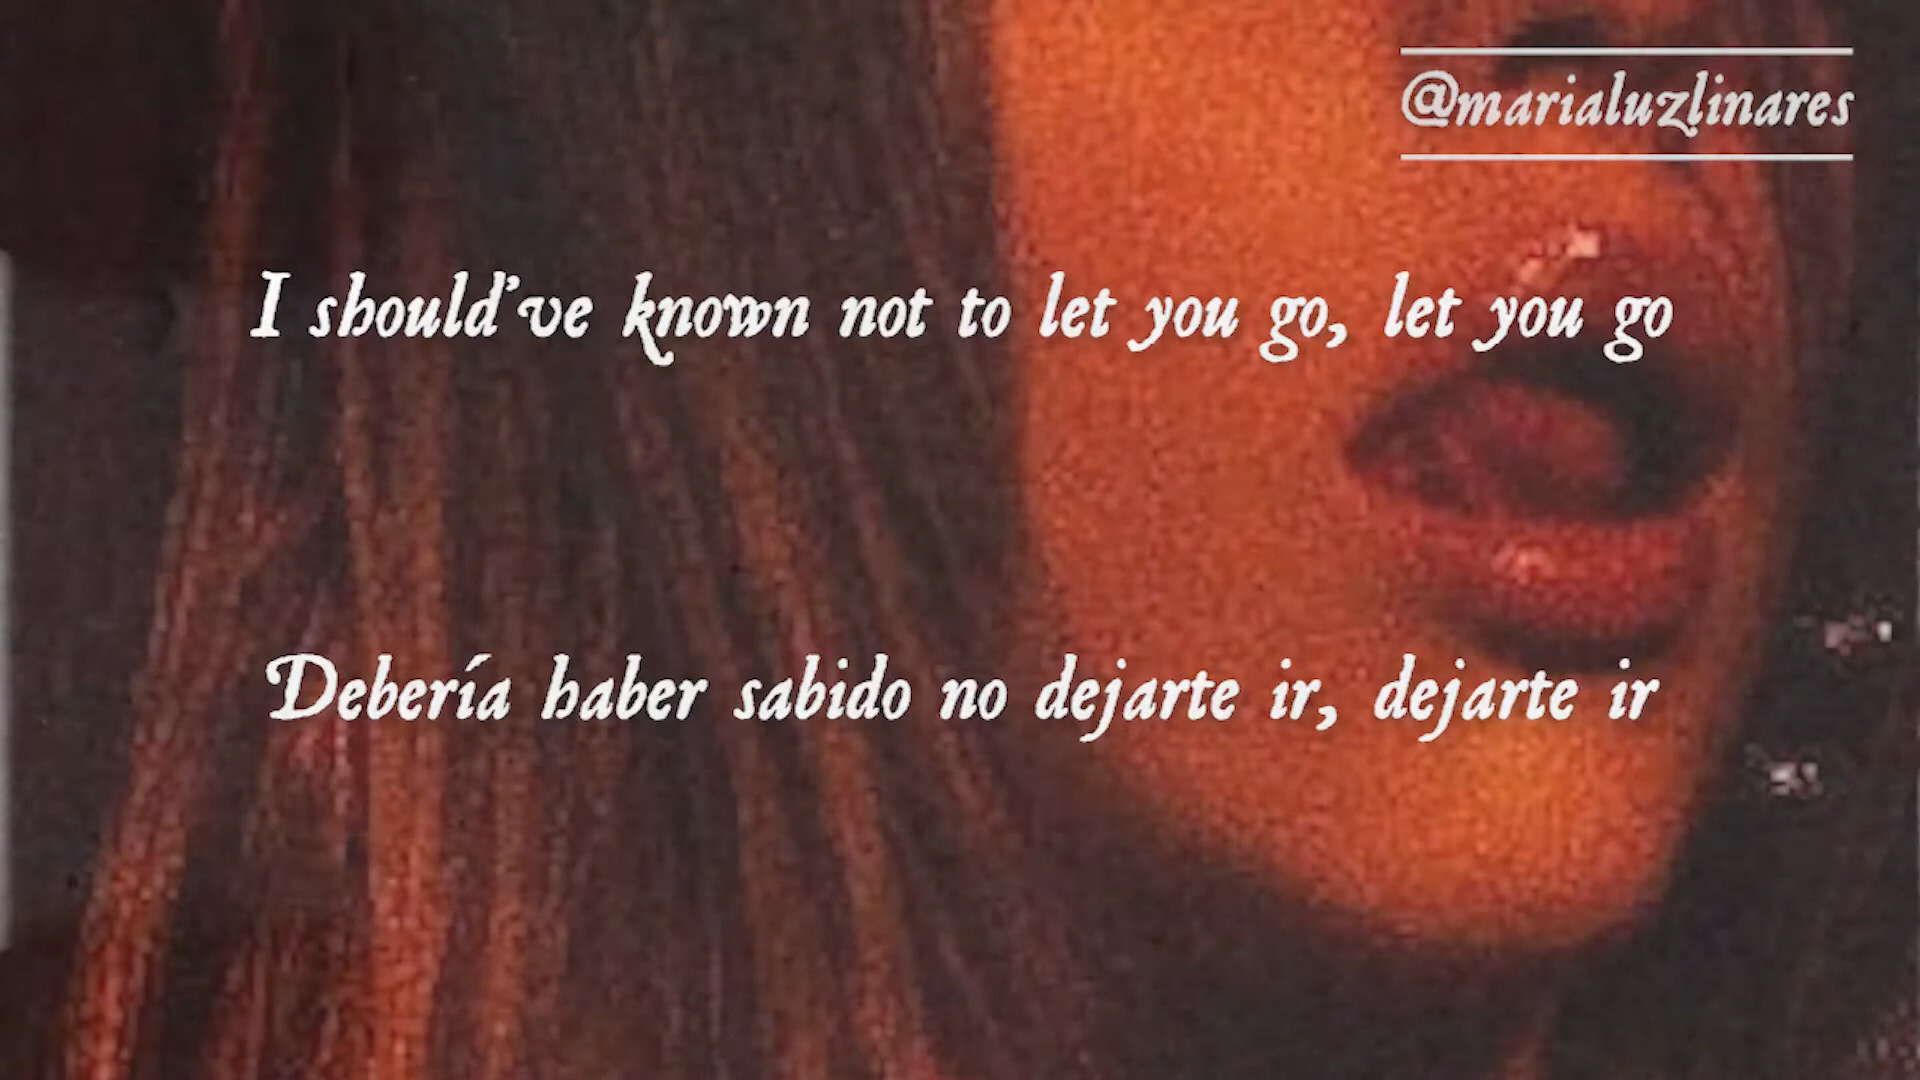 @marialuzlinares
I should've known not to let you go, let you go
Debería haber sabido no dejarte ir, dejarte ir